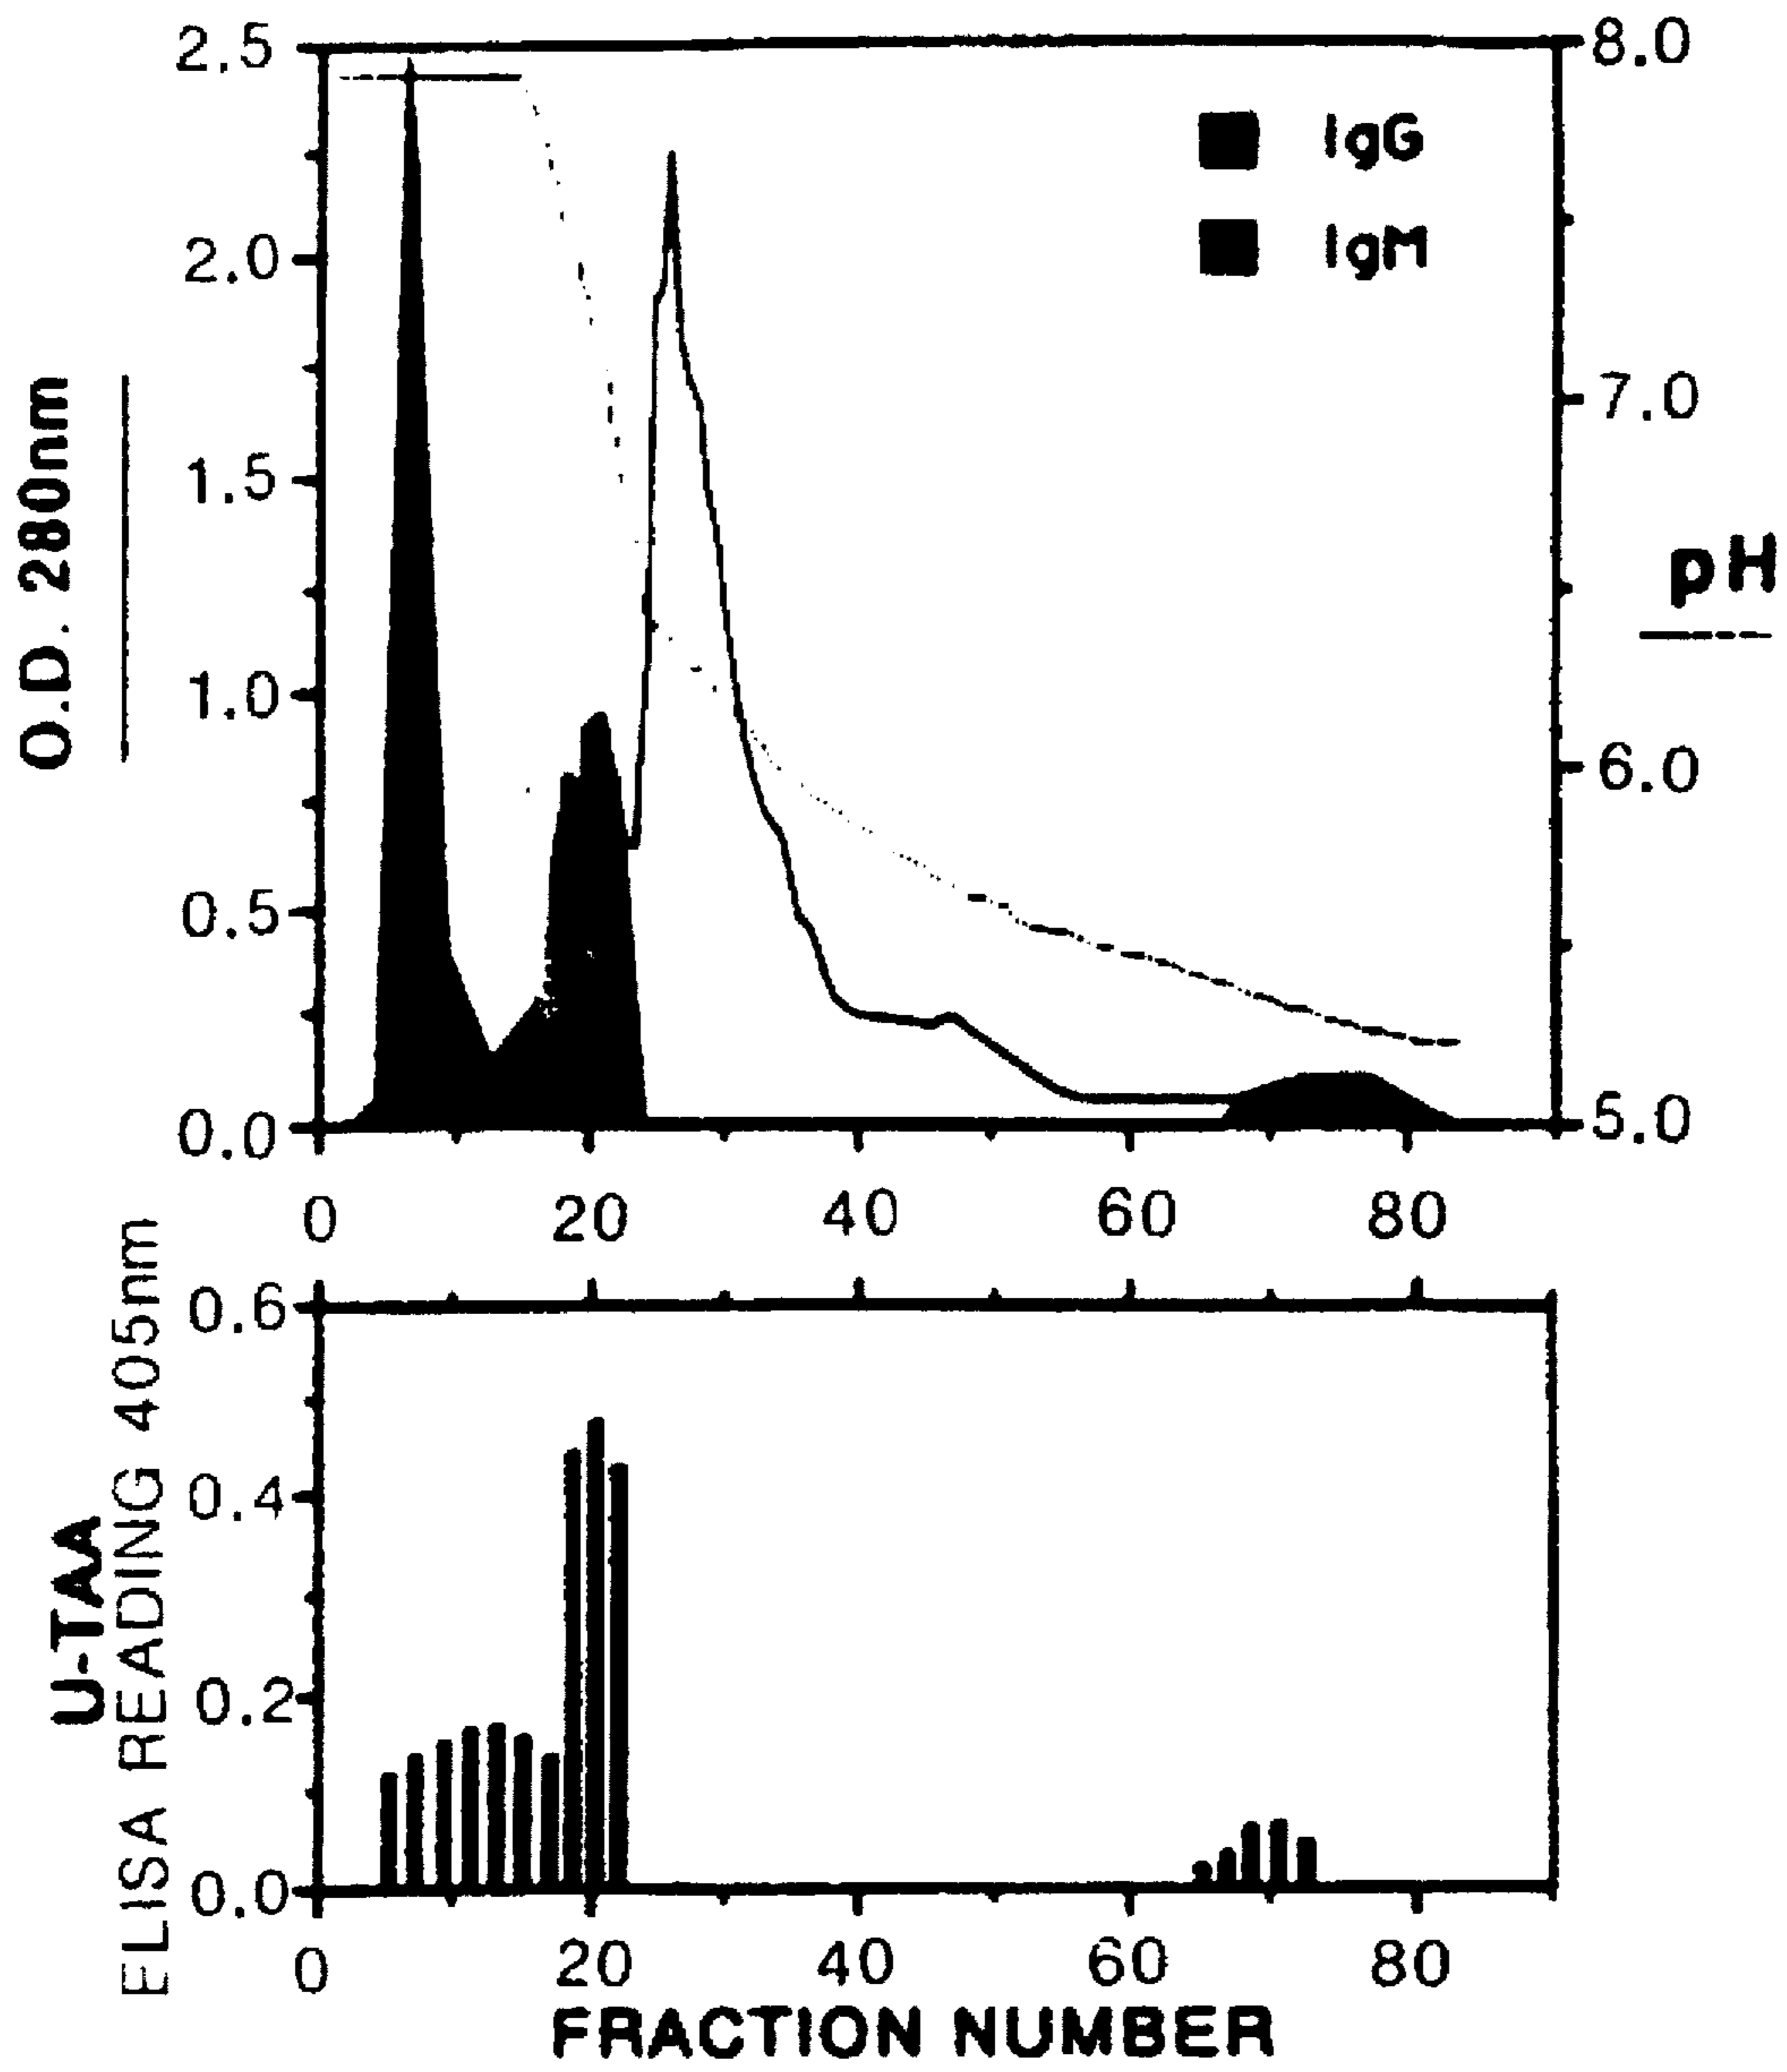 2.5
2.0
1.5
1.0
0.5
0.0
O.D. 280nm
8.0
7.0
6.0
5.0
pH
IgG
IgM
0 20 40 60 80
0.6
0.4
0.2
0.0
U-TAA
ELISA READING 405nm
0 20 40 60 80
FRACTION NUMBER